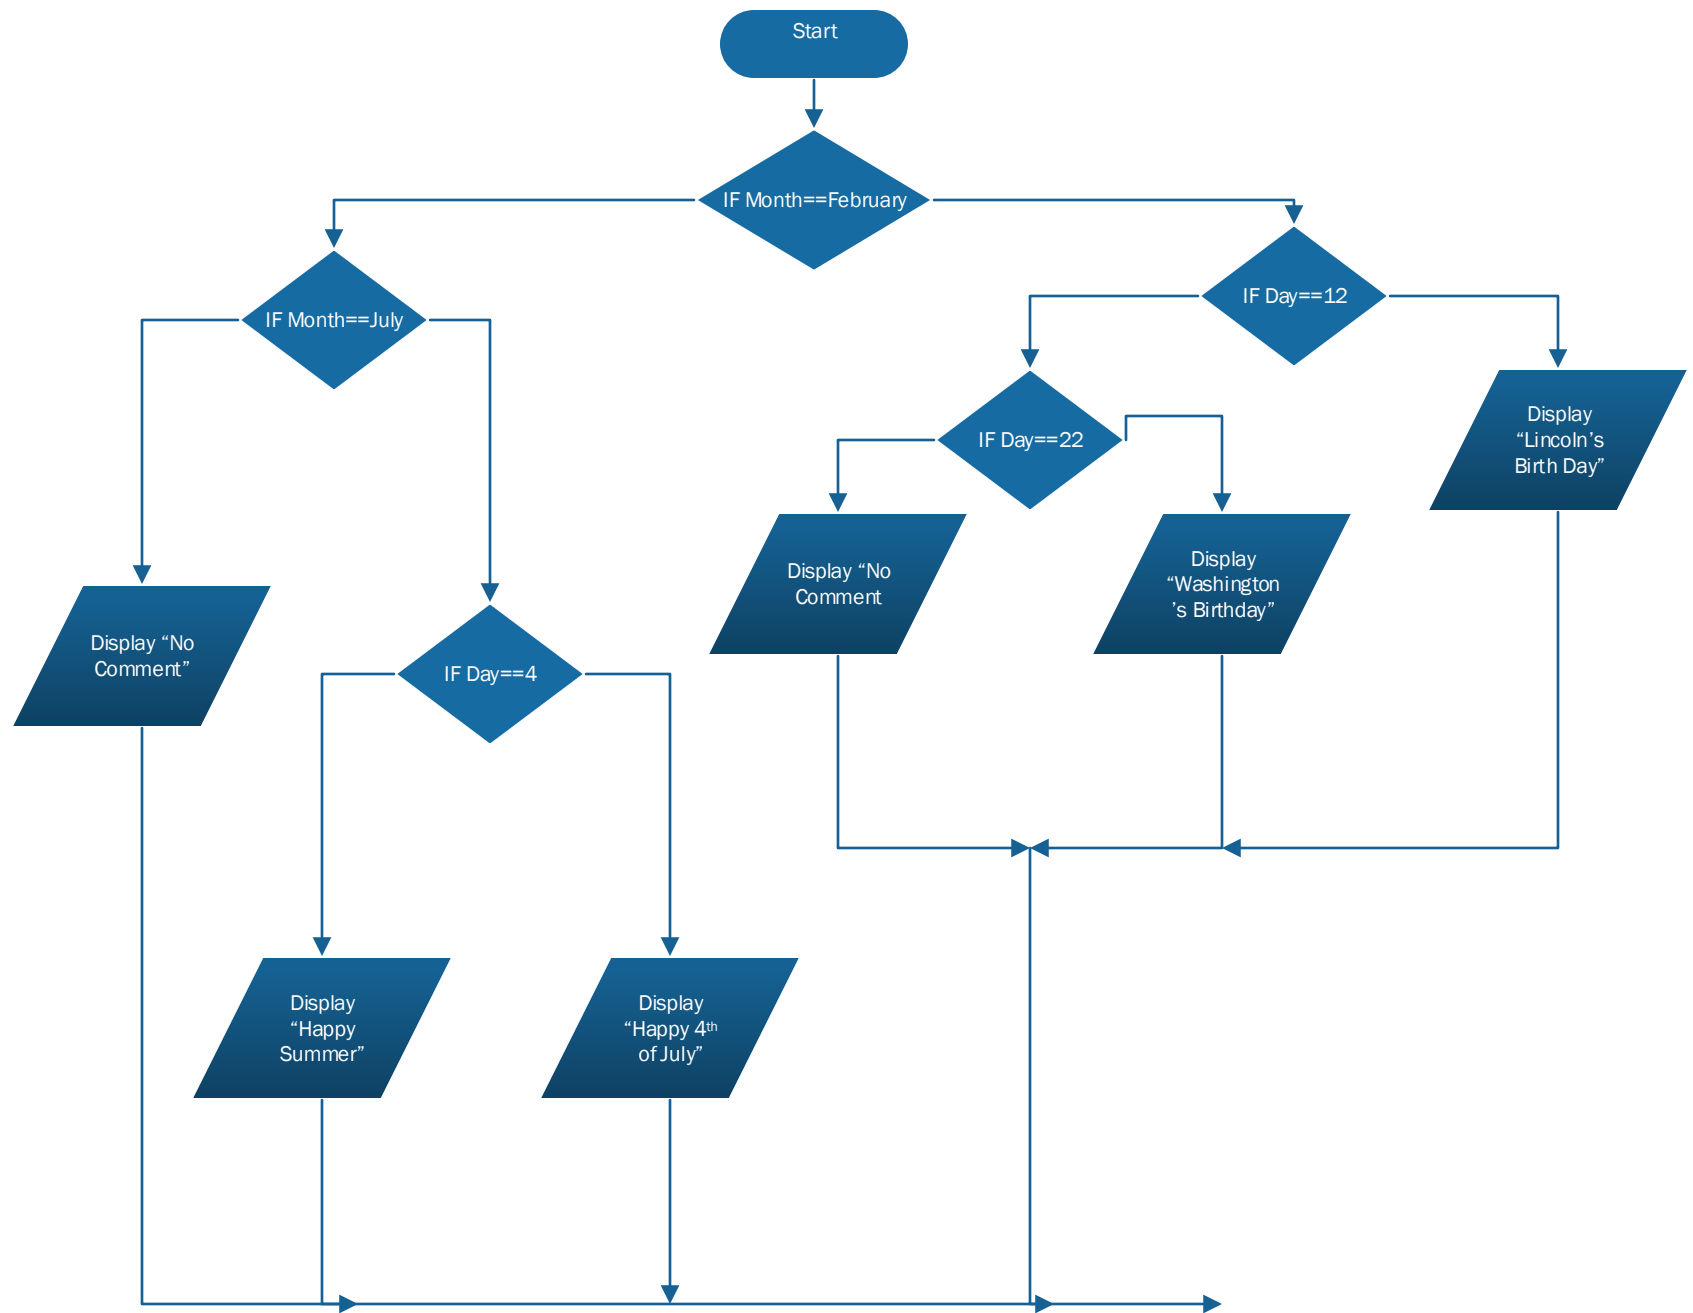 Start
IF Month==February
IF Day==12
IF Month==July
Display
“Lincoln’s
Birth Day”
IF Day==22
Display
“Washington
’s Birthday”
Display “No
Comment
Display “No
Comment”
IF Day==4
Display
“Happy
Summer”
Display
“Happy 4th
of July”